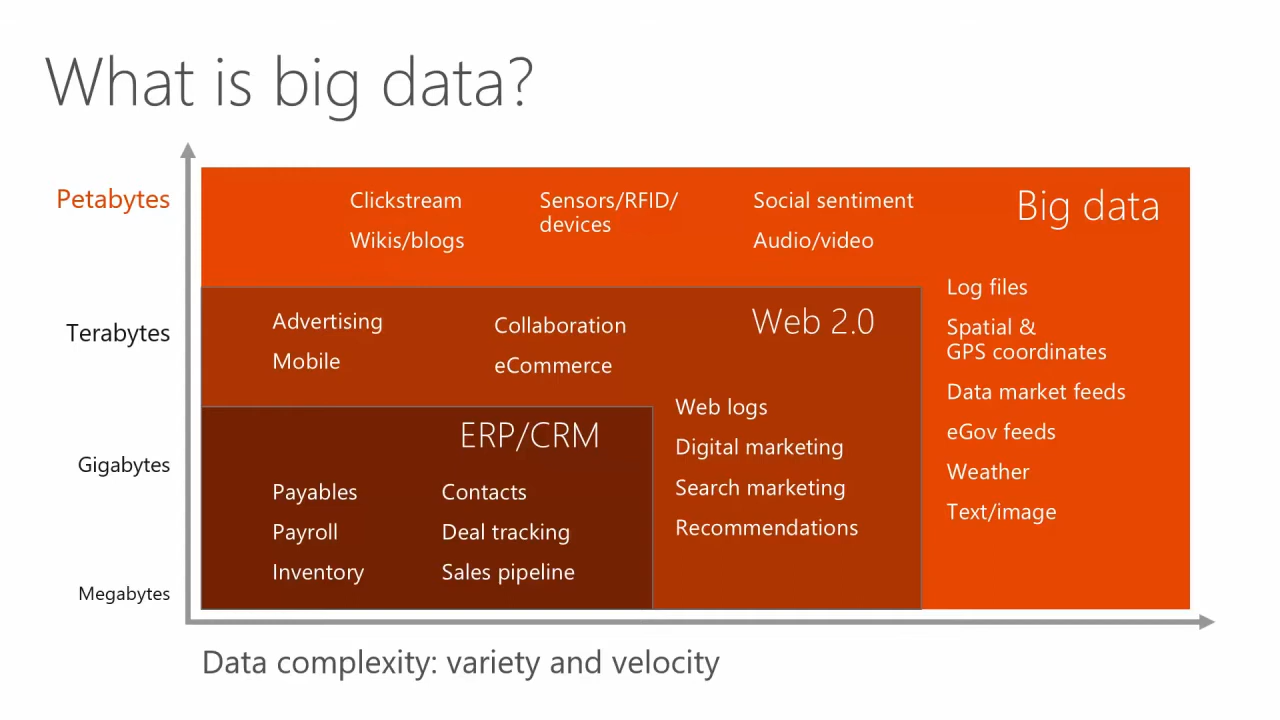 What is big data?
Petabytes
Terabytes
Gigabytes
Megabytes
Clickstream
Wikis/blogs
Sensors/RFID/
devices
Social sentiment
Audio/video
Big data
Log files
Spatial &
GPS coordinates
Data market feeds
eGov feeds
Weather
Text/image
Advertising
Mobile
Collaboration
eCommerce
Web 2.0
Web logs
Digital marketing
Search marketing
Recommendations
ERP/CRM
Payables
Payroll
Inventory
Contacts
Deal tracking
Sales pipeline
Data complexity: variety and velocity